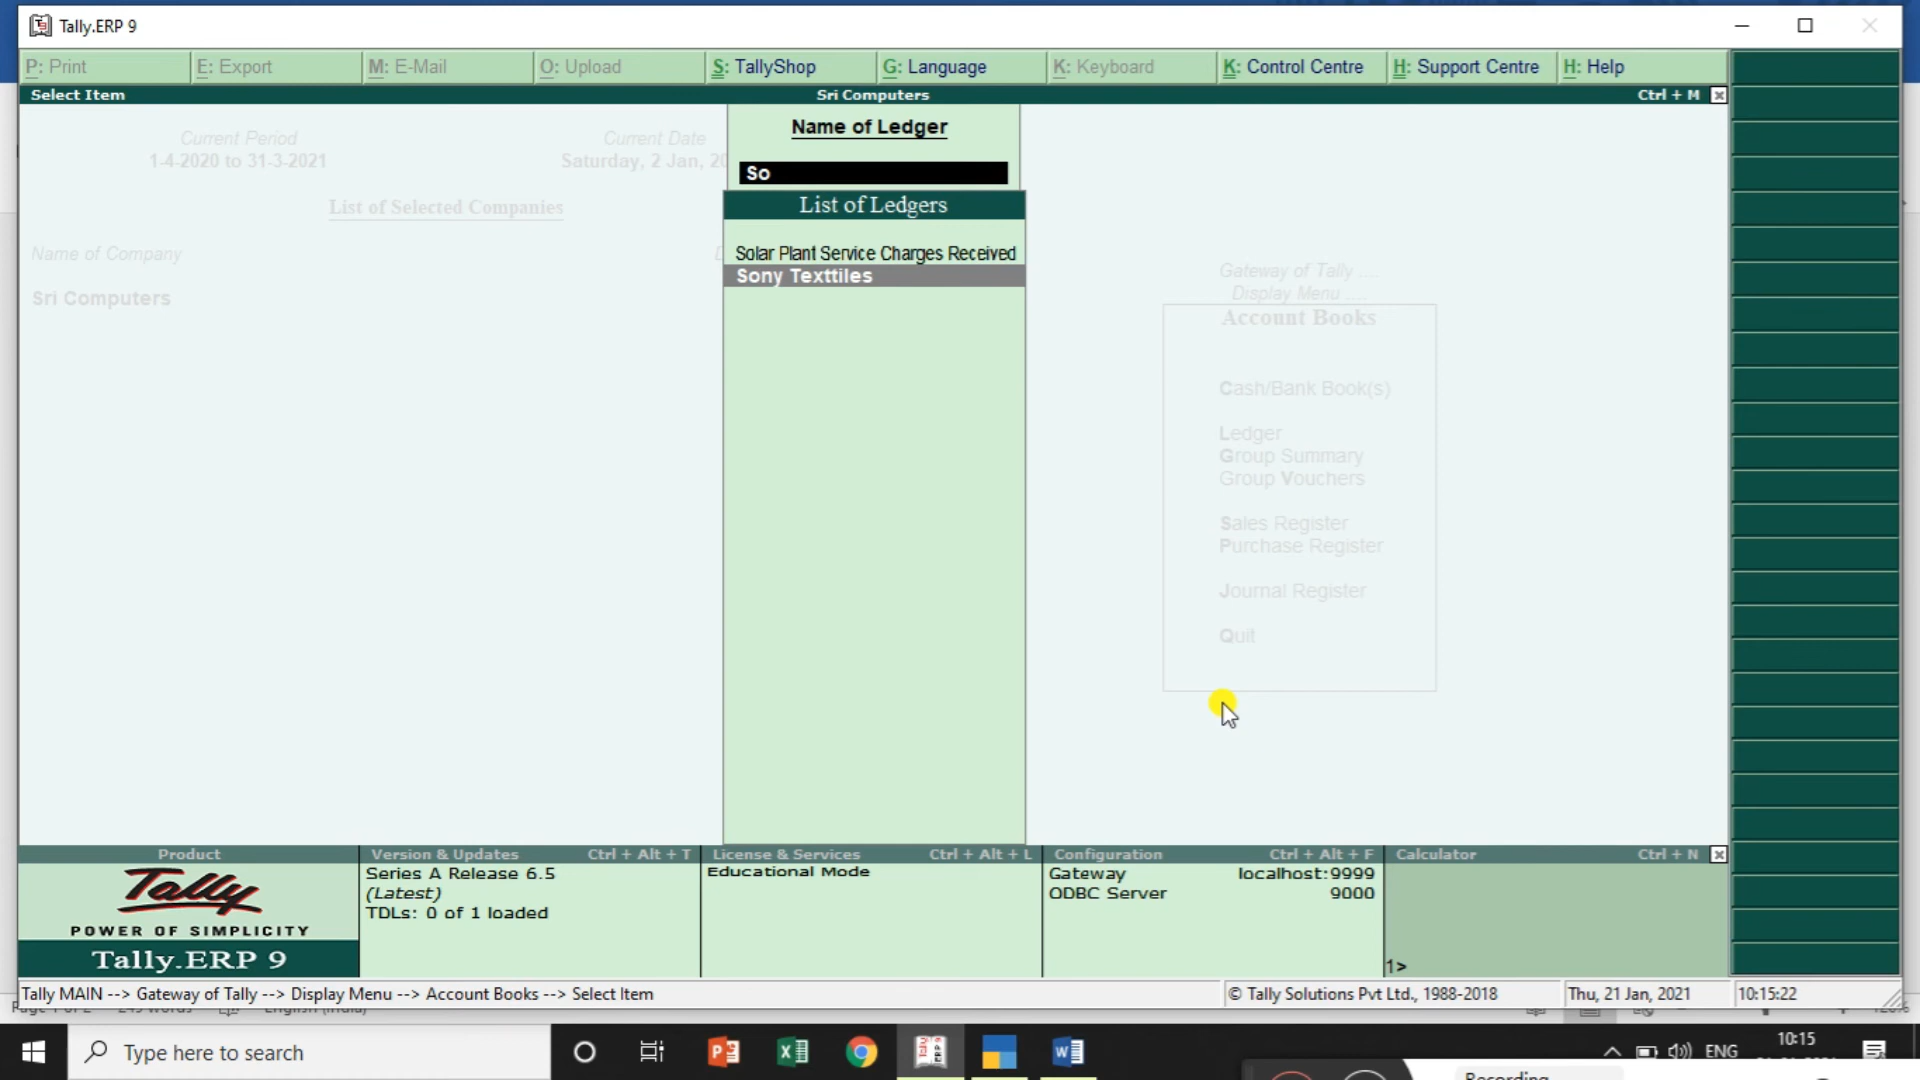 Tally.ERP 9
P: Print E: Export M: E-Mail O: Upload S: TallyShop G: Language K: Keyboard K: Control Centre H: Support Centre H: Help
Select Item Sri Computers Ctrl + M
Name of Ledger
So
List of Ledgers
Solar Plant Service Charges Received
Sony Texttiles
Current Period Current Date
1-4-2020 to 31-3-2021 Saturday, 2 Jan, 20
List of Selected Companies
Name of Company
Sri Computers
Gateway of Tally ....
Display Menu ....
Account Books
Cash/Bank Book(s)
Ledger
Group Summary
Group Vouchers
Sales Register
Purchase Register
Journal Register
Quit
Product
Tally
POWER OF SIMPLICITY
Tally.ERP 9
Version & Updates Ctrl + Alt + T
Series A Release 6.5
(Latest)
TDLs: 0 of 1 loaded
License & Services Ctrl + Alt + L
Educational Mode
Configuration Ctrl + Alt + F
Gateway localhost:9999
ODBC Server 9000
Calculator Ctrl + N
1>
Tally MAIN --> Gateway of Tally --> Display Menu --> Account Books --> Select Item © Tally Solutions Pvt Ltd., 1988-2018 Thu, 21 Jan, 2021 10:15:22
Type here to search
ENG
10:15
Recording